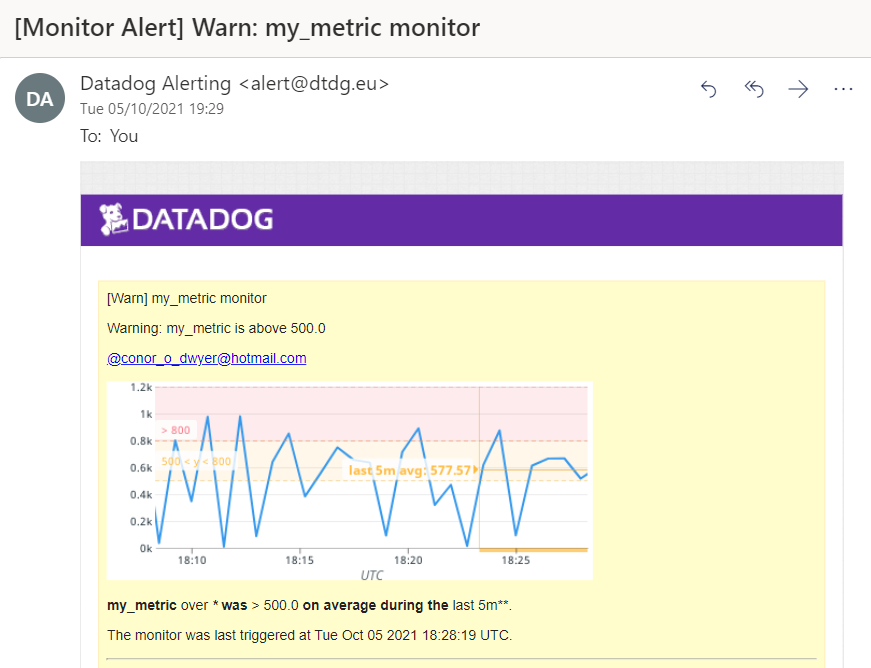 [Monitor Alert] Warn: my_metric monitor
DA
Datadog Alerting <alert@dtdg.eu>
Tue 05/10/2021 19:29
To: You
DATADOG
[Warn] my_metric monitor
Warning: my_metric is above 500.0
@conor_o_dwyer@hotmail.com
1.2k
1k
> 800
0.8k
500 < y < 800
0.6k
last 5m avg: 577.57
0.4k
0.2k
0k
18:10 18:15 18:20 18:25
UTC
my_metric over * was > 500.0 on average during the last 5m**.
The monitor was last triggered at Tue Oct 05 2021 18:28:19 UTC.